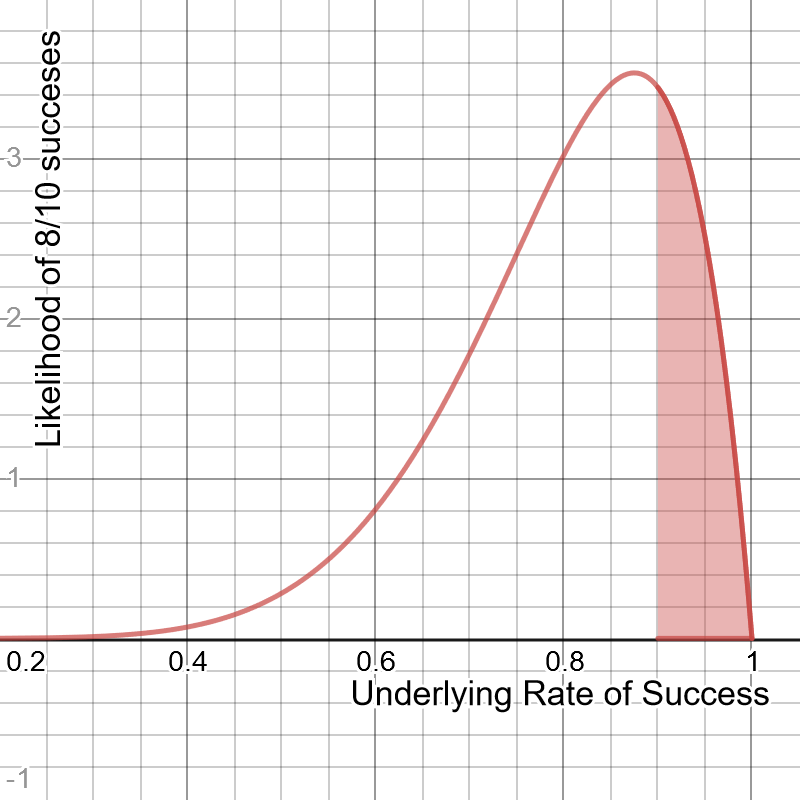 Likelihood of 8/10 succeses
3
2
1
0.2 0.4 0.6 0.8 1
Underlying Rate of Success
-1